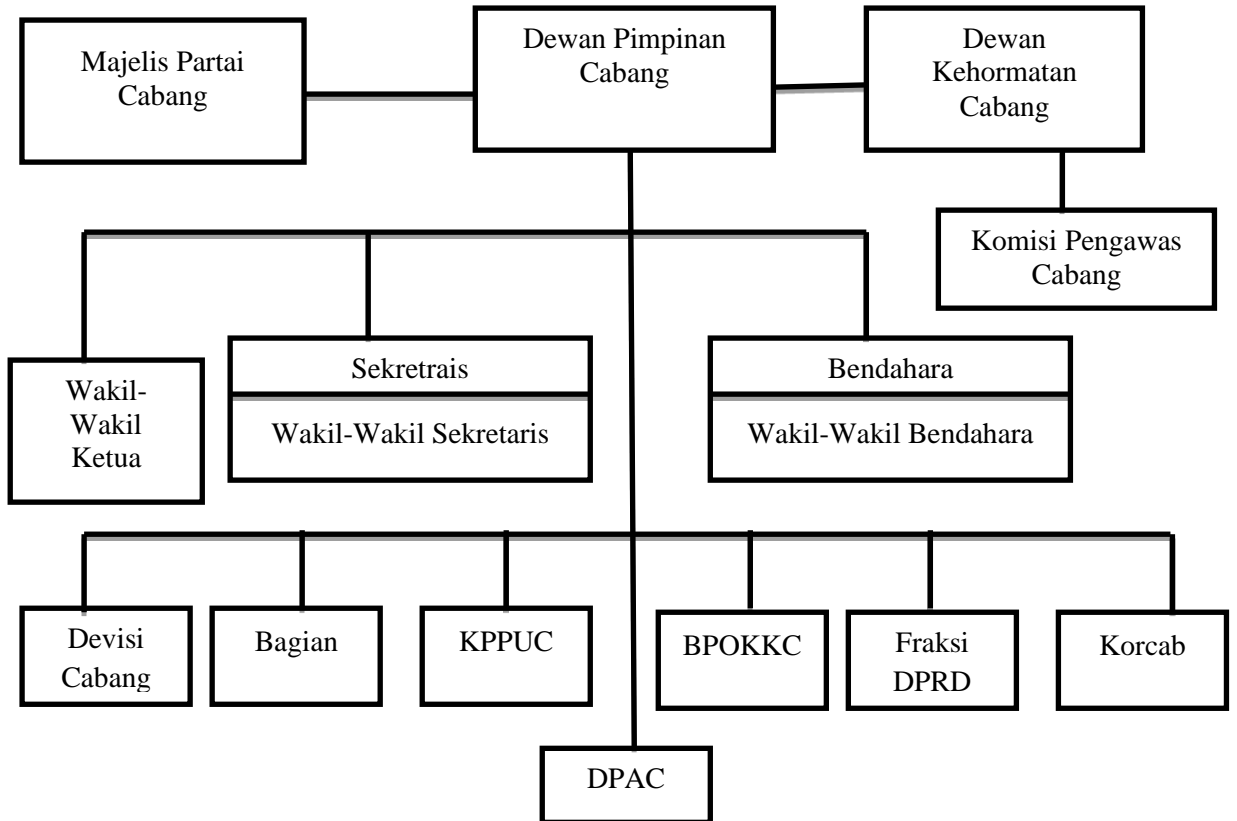 Majelis Partai
Cabang
Dewan Pimpinan
Cabang
Dewan
Kehormatan
Cabang
Komisi Pengawas
Cabang
Wakil-
Wakil
Ketua
Sekretrais
Wakil-Wakil Sekretaris
Bendahara
Wakil-Wakil Bendahara
Devisi
Cabang
Bagian
KPPUC
BPOKKC
Fraksi
DPRD
Korcab
DPAC